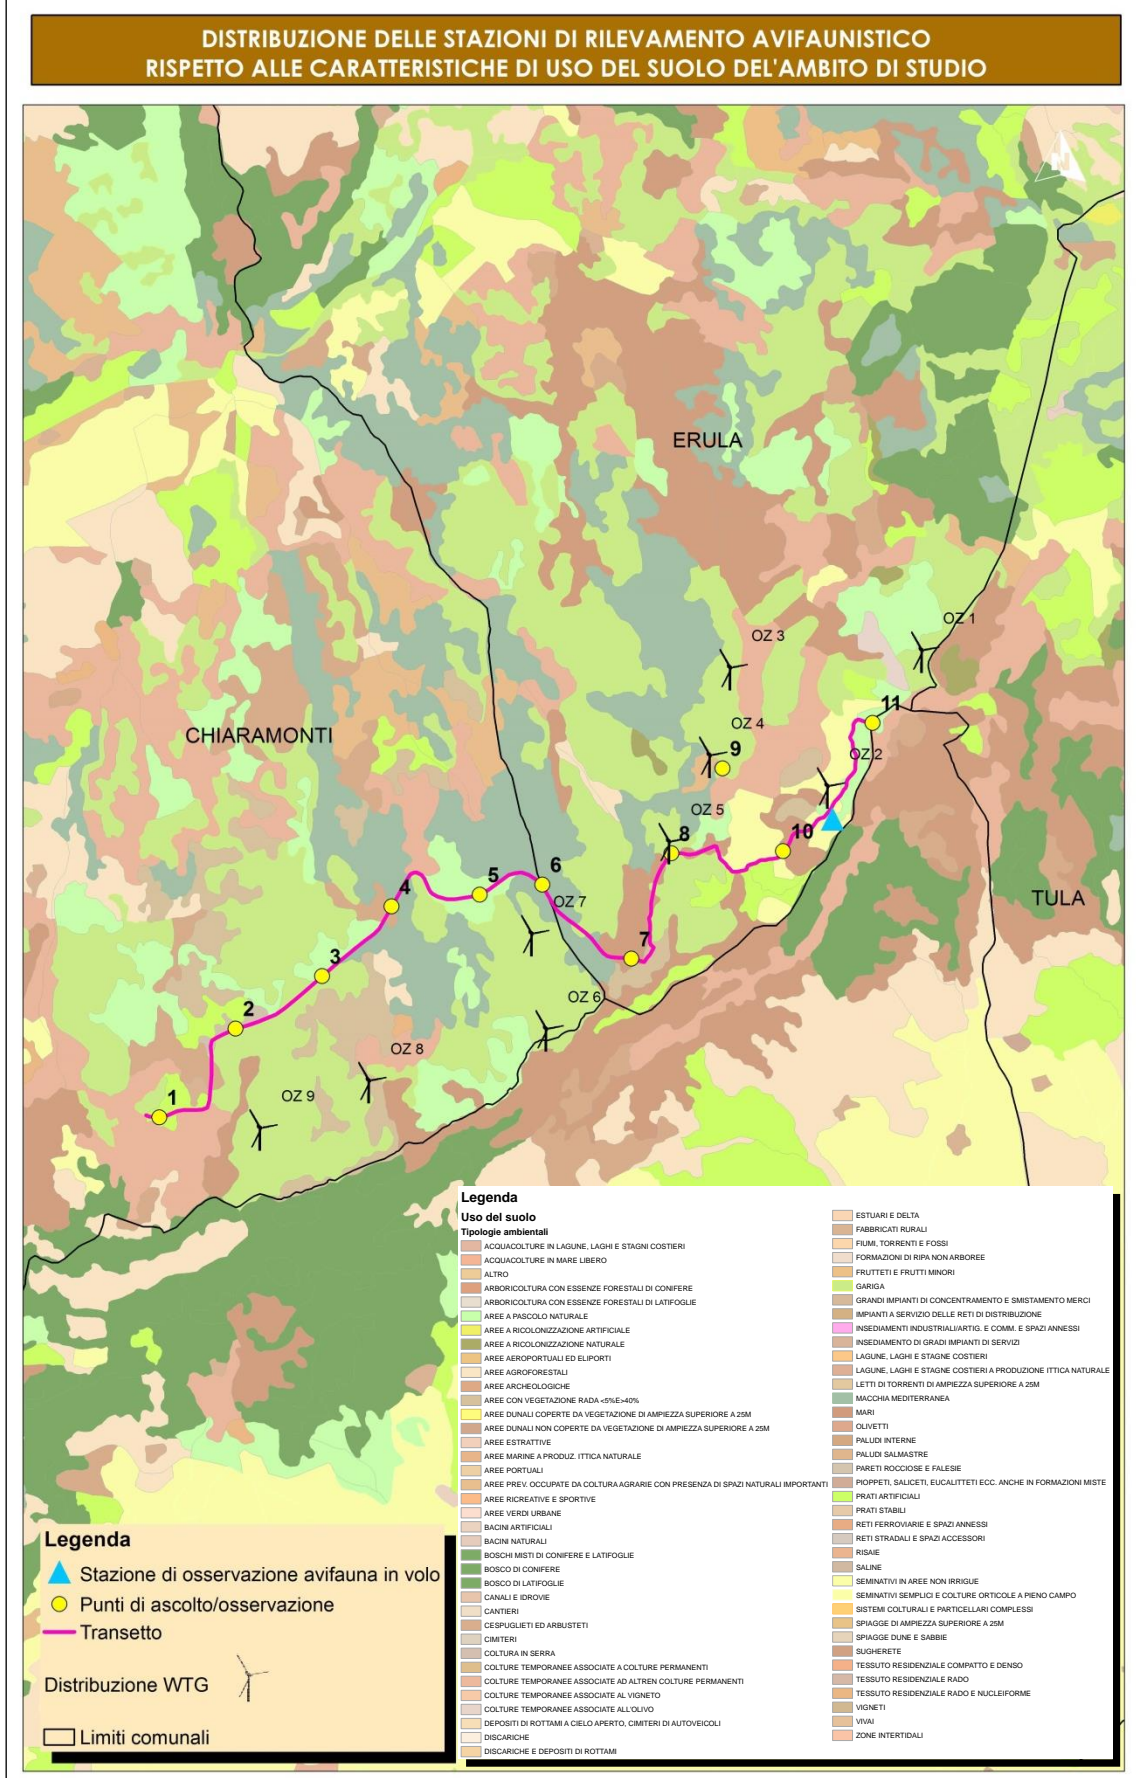 DISTRIBUZIONE DELLE STAZIONI DI RILEVAMENTO AVIFAUNISTICO
RISPETTO ALLE CARATTERISTICHE DI USO DEL SUOLO DEL'AMBITO DI STUDIO
N
ERULA
OZ 1
OZ 3
11
OZ 4
CHIARAMONTI
9
OZ 2
OZ 5
8
10
6
5
4
OZ 7
TULA
7
3
OZ 6
2
OZ 8
1
OZ 9
Legenda
Uso del suolo
Tipologie ambientali
ACQUACOLTURE IN LAGUNE, LAGHI E STAGNI COSTIERI
ACQUACOLTURE IN MARE LIBERO
ALTRO
ARBORICOLTURA CON ESSENZE FORESTALI DI CONIFERE
ARBORICOLTURA CON ESSENZE FORESTALI DI LATIFOGLIE
AREE A PASCOLO NATURALE
AREE A RICOLONIZZAZIONE ARTIFICIALE
AREE A RICOLONIZZAZIONE NATURALE
AREE AEROPORTUALI ED ELIPORTI
AREE AGROFORESTALI
AREE ARCHEOLOGICHE
AREE CON VEGETAZIONE RADA <5%E>40%
AREE DUNALI COPERTE DA VEGETAZIONE DI AMPIEZZA SUPERIORE A 25M
AREE DUNALI NON COPERTE DA VEGETAZIONE DI AMPIEZZA SUPERIORE A 25M
AREE ESTRATTIVE
AREE MARINE A PRODUZ. ITTICA NATURALE
AREE PORTUALI
AREE PREV. OCCUPATE DA COLTURA AGRARIE CON PRESENZA DI SPAZI NATURALI IMPORTANTI
AREE RICREATIVE E SPORTIVE
AREE VERDI URBANE
BACINI ARTIFICIALI
BACINI NATURALI
BOSCHI MISTI DI CONIFERE E LATIFOGLIE
BOSCO DI CONIFERE
BOSCO DI LATIFOGLIE
CANALI E IDROVIE
CANTIERI
CESPUGLIETI ED ARBUSTETI
CIMITERI
COLTURA IN SERRA
COLTURE TEMPORANEE ASSOCIATE A COLTURE PERMANENTI
COLTURE TEMPORANEE ASSOCIATE AD ALTREN COLTURE PERMANENTI
COLTURE TEMPORANEE ASSOCIATE AL VIGNETO
COLTURE TEMPORANEE ASSOCIATE ALL'OLIVO
DEPOSITI DI ROTTAMI A CIELO APERTO, CIMITERI DI AUTOVEICOLI
DISCARICHE
DISCARICHE E DEPOSITI DI ROTTAMI
ESTUARI E DELTA
FABBRICATI RURALI
FIUMI, TORRENTI E FOSSI
FORMAZIONI DI RIPA NON ARBOREE
FRUTTETI E FRUTTI MINORI
GARIGA
GRANDI IMPIANTI DI CONCENTRAMENTO E SMISTAMENTO MERCI
IMPIANTI A SERVIZIO DELLE RETI DI DISTRIBUZIONE
INSEDIAMENTI INDUSTRIALI/ARTIG. E COMM. E SPAZI ANNESSI
INSEDIAMENTO DI GRADI IMPIANTI DI SERVIZI
LAGUNE, LAGHI E STAGNE COSTIERI
LAGUNE, LAGHI E STAGNE COSTIERI A PRODUZIONE ITTICA NATURALE
LETTI DI TORRENTI DI AMPIEZZA SUPERIORE A 25M
MACCHIA MEDITERRANEA
MARI
OLIVETTI
PALUDI INTERNE
PALUDI SALMASTRE
PARETI ROCCIOSE E FALESIE
PIOPPETI, SALICETI, EUCALITTETI ECC. ANCHE IN FORMAZIONI MISTE
PRATI ARTIFICIALI
PRATI STABILI
RETI FERROVIARIE E SPAZI ANNESSI
RETI STRADALI E SPAZI ACCESSORI
RISAIE
SALINE
SEMINATIVI IN AREE NON IRRIGUE
SEMINATIVI SEMPLICI E COLTURE ORTICOLE A PIENO CAMPO
SISTEMI COLTURALI E PARTICELLARI COMPLESSI
SPIAGGE DI AMPIEZZA SUPERIORE A 25M
SPIAGGE DUNE E SABBIE
SUGHERETE
TESSUTO RESIDENZIALE COMPATTO E DENSO
TESSUTO RESIDENZIALE RADO
TESSUTO RESIDENZIALE RADO E NUCLEIFORME
VIGNETI
VIVAI
ZONE INTERTIDALI
Legenda
Stazione di osservazione avifauna in volo
Punti di ascolto/osservazione
Transetto
Distribuzione WTG
Limiti comunali